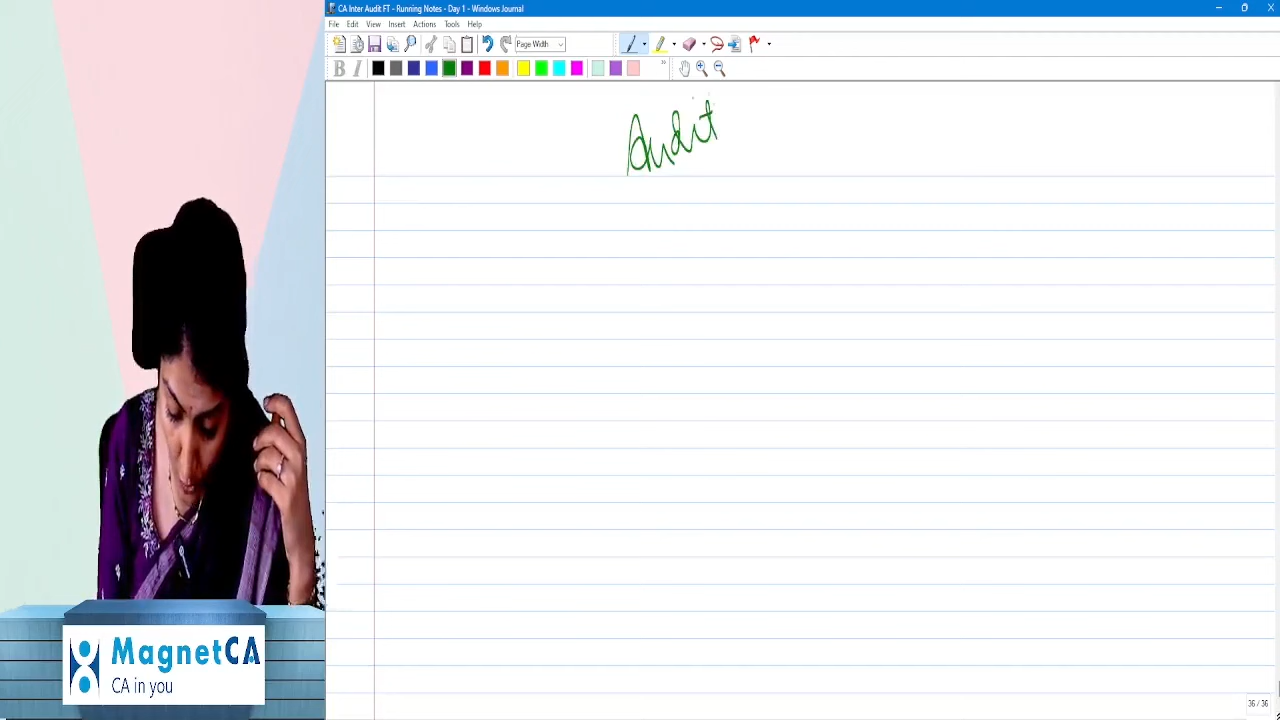 CA Inter Audit FT - Running Notes - Day 1 - Windows Journal
File Edit View Insert Actions Tools Help
Page Width
B I
Audit
MagnetCA
CA in you
36 / 36